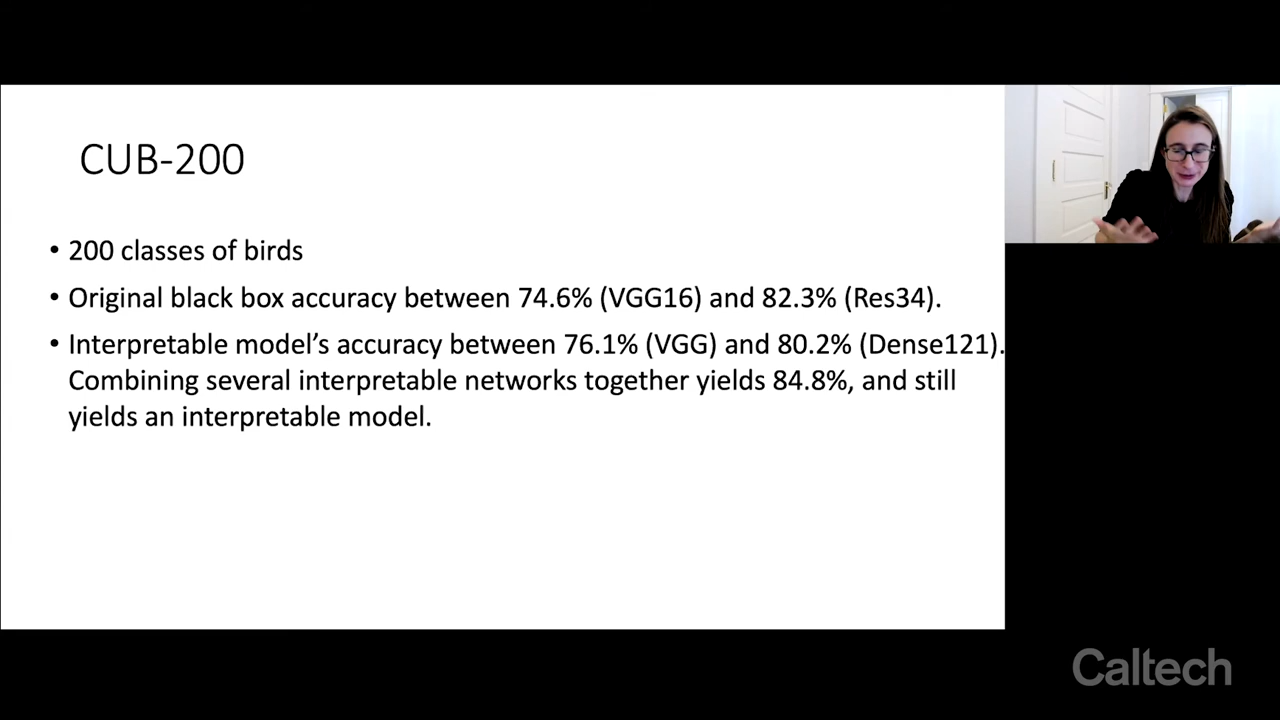 CUB-200
• 200 classes of birds
• Original black box accuracy between 74.6% (VGG16) and 82.3% (Res34).
• Interpretable model’s accuracy between 76.1% (VGG) and 80.2% (Dense121).
Combining several interpretable networks together yields 84.8%, and still
yields an interpretable model.
Caltech